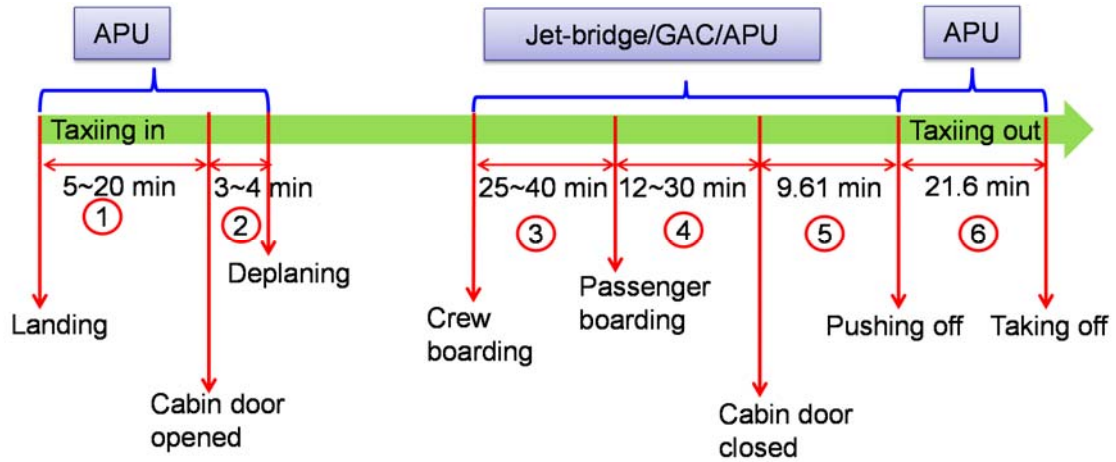 APU
Jet-bridge/GAC/APU
APU
Taxiing in
Taxiing out
5~20 min
3~4 min
25~40 min
12~30 min
9.61 min
21.6 min
1
2
3
4
5
6
Landing
Deplaning
Cabin door
opened
Crew
boarding
Passenger
boarding
Cabin door
closed
Pushing off
Taking off